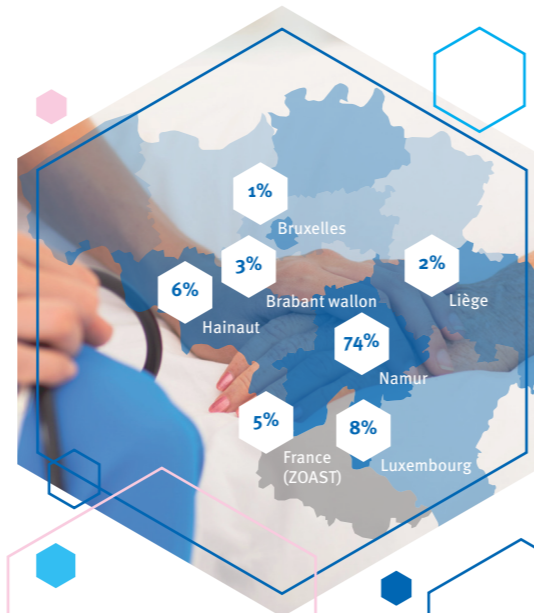 1%
Bruxelles
3%
Brabant wallon
2%
Liège
6%
Hainaut
74%
Namur
5%
France
(ZOAST)
8%
Luxembourg